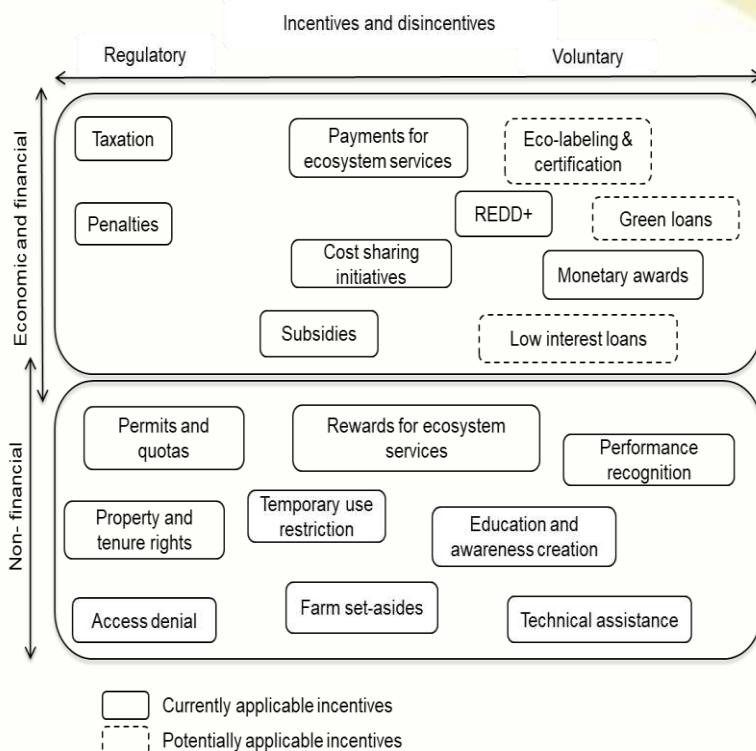 Incentives and disincentives
Regulatory
Voluntary
Economic and financial
Taxation
Payments for
ecosystem services
Eco-labeling &
certification
Penalties
REDD+
Green loans
Cost sharing
initiatives
Monetary awards
Subsidies
Low interest loans
Non- financial
Permits and
quotas
Rewards for ecosystem
services
Performance
recognition
Property and
tenure rights
Temporary use
restriction
Education and
awareness creation
Access denial
Farm set-asides
Technical assistance
Currently applicable incentives
Potentially applicable incentives